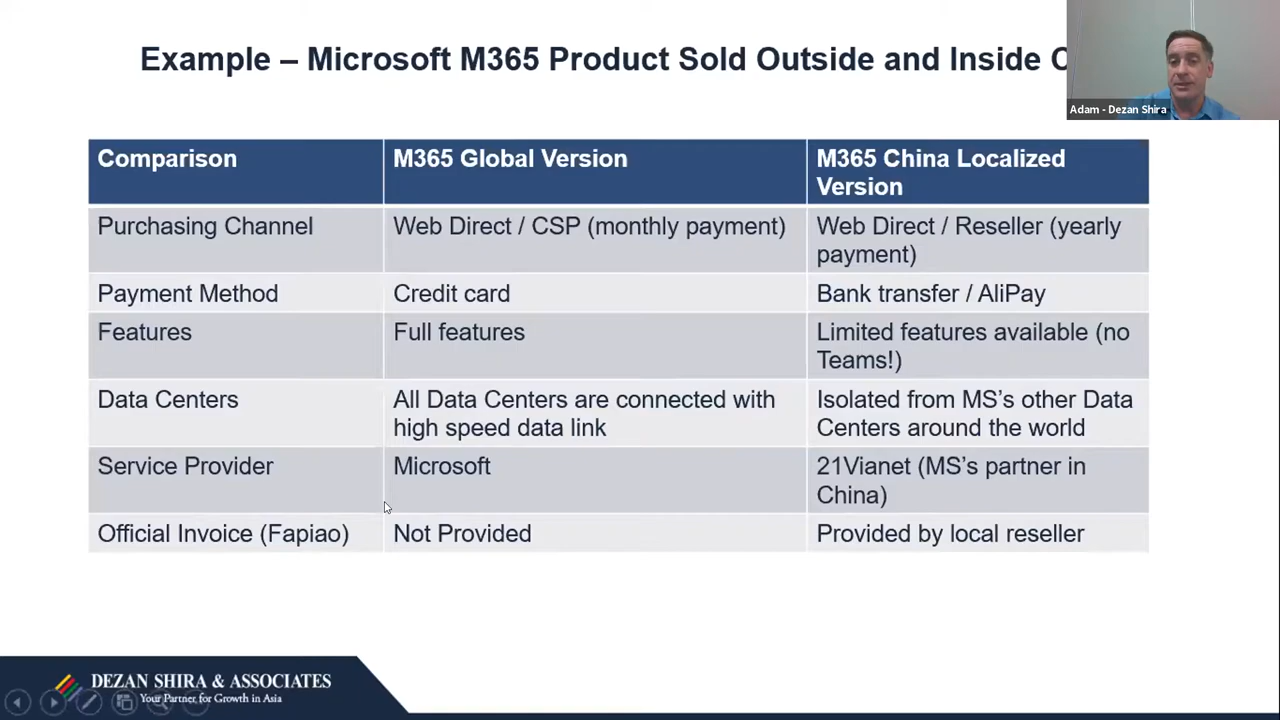 Example – Microsoft M365 Product Sold Outside and Inside
Adam - Dezan Shira
Comparison
M365 Global Version
M365 China Localized
Version
Purchasing Channel
Web Direct / CSP (monthly payment)
Web Direct / Reseller (yearly
payment)
Payment Method
Credit card
Bank transfer / AliPay
Features
Full features
Limited features available (no
Teams!)
Data Centers
All Data Centers are connected with
high speed data link
Isolated from MS's other Data
Centers around the world
Service Provider
Microsoft
21Vianet (MS's partner in
China)
Official Invoice (Fapiao)
Not Provided
Provided by local reseller
DEZAN SHIRA & ASSOCIATES
Your Partner for Growth in Asia